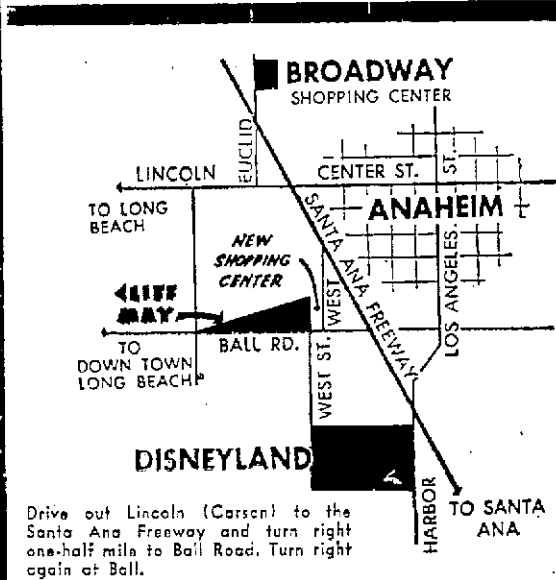 BROADWAY
SHOPPING CENTER
EUCLID
LINCOLN
CENTER ST.
ST.
TO LONG
BEACH
SANTA ANA FREEWAY
ANAHEIM
NEW
SHOPPING
CENTER
WEST
LOS ANGELES
CLIFF
MAY
BALL RD.
TO
DOWN TOWN
LONG BEACH
WEST ST.
DISNEYLAND
HARBOR
TO SANTA
ANA
Drive out Lincoln (Carson) to the
Santa Ana Freeway and turn right
one-half mile to Ball Road. Turn right
again at Ball.